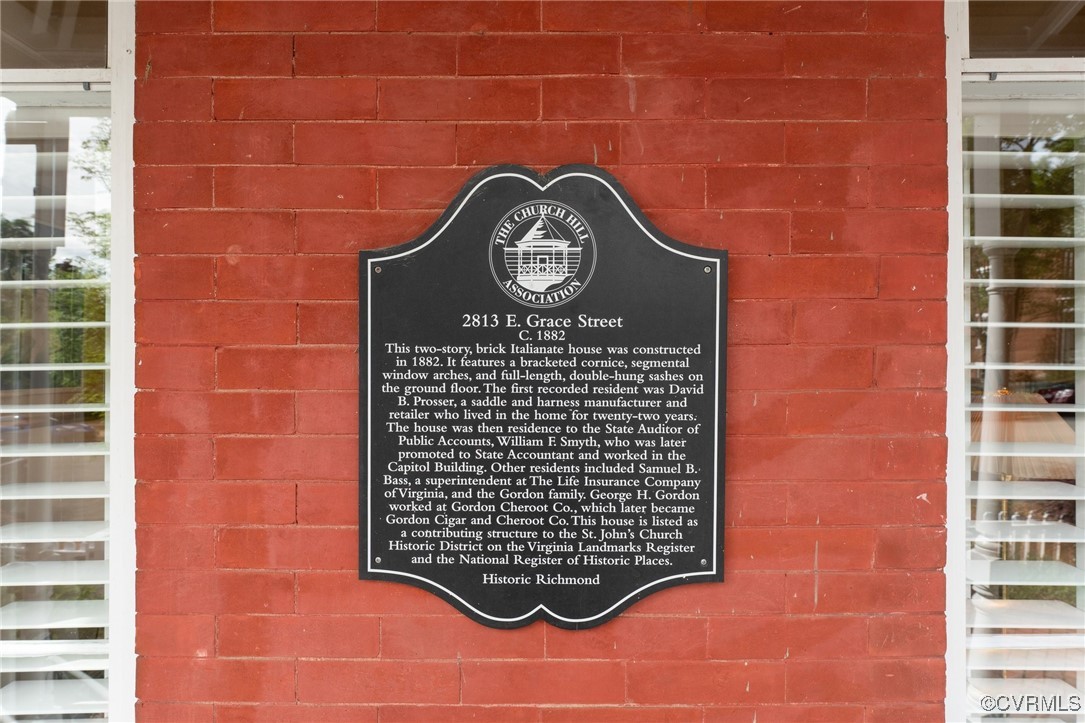 THE CHURCH HILL
ASSOCIATION
2813 E. Grace Street
C. 1882
This two-story, brick Italianate house was constructed
in 1882. It features a bracketed cornice, segmental
window arches, and full-length, double-hung sashes on
the ground floor. The first recorded resident was David
B. Prosser, a saddle and harness manufacturer and
retailer who lived in the home for twenty-two years.
The house was then residence to the State Auditor of
Public Accounts, William F. Smyth, who was later
promoted to State Accountant and worked in the
Capitol Building. Other residents included Samuel B.
Bass, a superintendent at The Life Insurance Company
of Virginia, and the Gordon family. George H. Gordon
worked at Gordon Cheroot Co., which later became
Gordon Cigar and Cheroot Co. This house is listed as
a contributing structure to the St. John's Church
Historic District on the Virginia Landmarks Register
and the National Register of Historic Places.
Historic Richmond
©CVRMLS